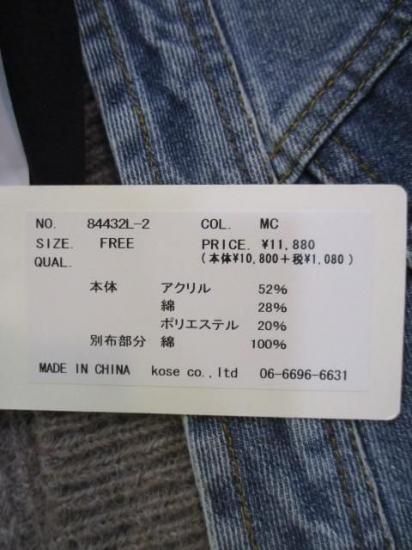 NO. 84432L-2 COL. MC
SIZE. FREE PRICE. ¥11,880
QUAL. (本体¥10,800+税¥1,080)
本体 アクリル 52%
綿 28%
ポリエステル 20%
別布部分 綿 100%
MADE IN CHINA kose co.,ltd 06-6696-6631